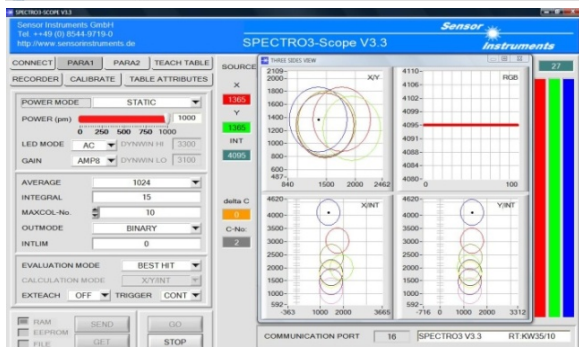 SPECTRO3-Scope V3.3
Sensor Instruments GmbH
Tel. ++49 (0) 8544-9719-0
http://www.sensorinstruments.de
SPECTRO3-Scope V3.3
Sensor
Instruments
CONNECT PARA1 PARA2 TEACH TABLE
RECORDER CALIBRATE TABLE ATTRIBUTES
POWER MODE STATIC
POWER (pm) 1000
0 250 500 750 1000
LED MODE AC DYNWIN HI 3300
GAIN AMP8 DYNWIN LO 3100
AVERAGE 1024
INTEGRAL 15
MAXCOL-No. 10
OUTMODE BINARY
INTLIM 0
EVALUATION MODE BEST HIT
CALCULATION MODE X/Y/INT
EXTEACH OFF TRIGGER CONT
RAM
EEPROM
FILE
SEND GO
GET STOP
SOURCE
X
1365
Y
1365
INT
4095
delta C
0
C-No:
2
THREE SIDES VIEW
X/Y
2109
2000
1800
1600
1400
1200
1000
800
600
487
840 1500 2000 2462
RGB
4110
4106
4102
4099
4095
4091
4088
4084
4080
0 100
X/INT
4620
4000
3500
3000
2500
2000
1500
1000
592
-363 1000 2000 3168
Y/INT
4620
4000
3500
3000
2500
2000
1500
1000
592
-716 0 1000 2000 3312
27
COMMUNICATION PORT 16 SPECTRO3 V3.3 RT:KW35/10